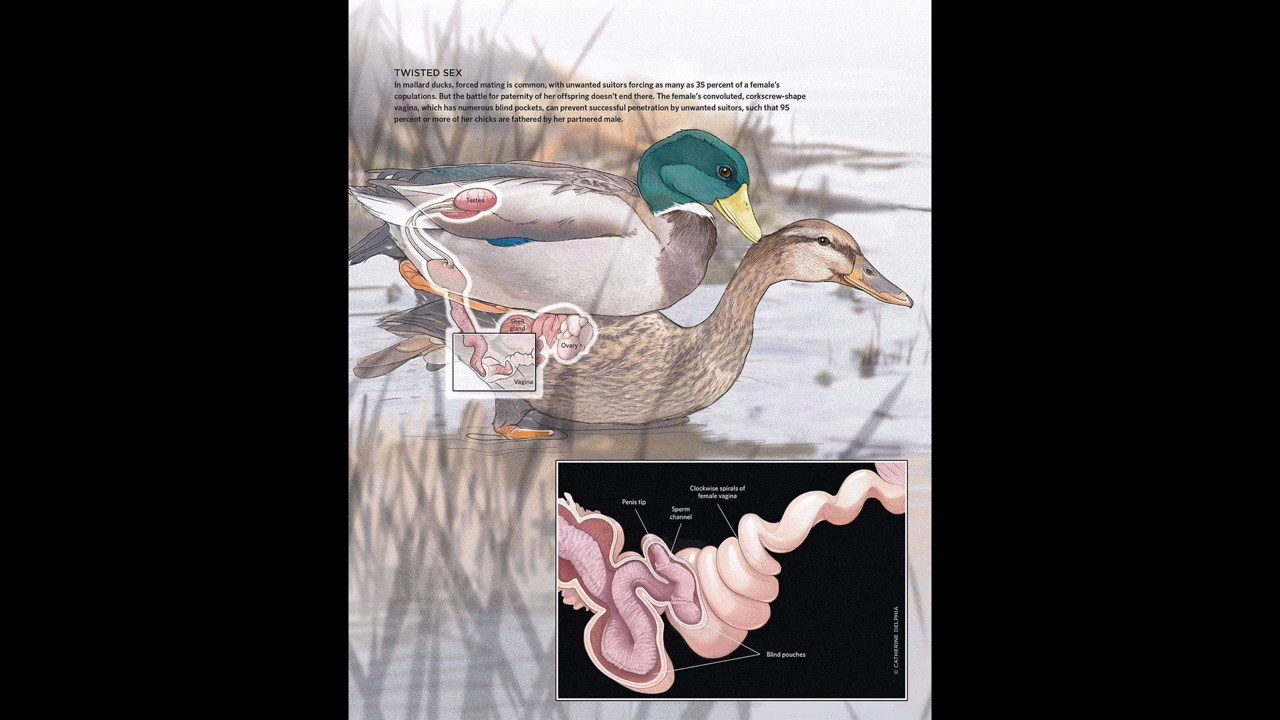 TWISTED SEX
In mallard ducks, forced mating is common, with unwanted suitors forcing as many as 35 percent of a female's
copulations. But the battle for paternity of her offspring doesn't end there. The female's convoluted, corkscrew-shape
vagina, which has numerous blind pockets, can prevent successful penetration by unwanted suitors, such that 95
percent or more of her chicks are fathered by her partnered male.
Testes
Shell
gland
Ovary
Vagina
Clockwise spirals of
female vagina
Penis tip
Sperm
channel
Blind pouches
© CATHERINE DELPHIA